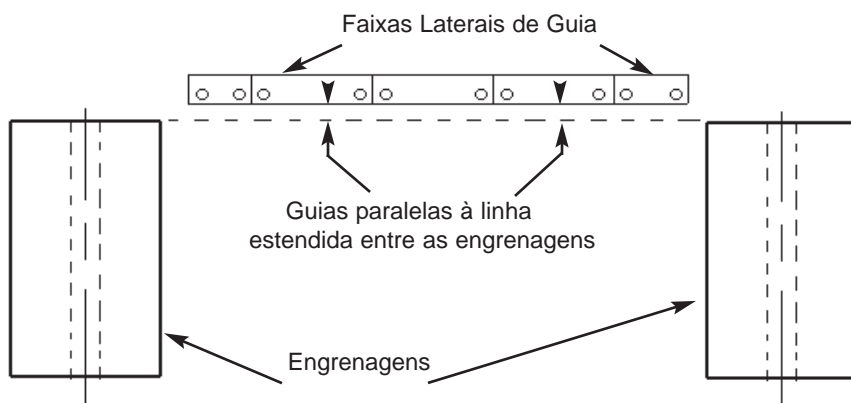 Faixas Laterais de Guia
Guias paralelas à linha
estendida entre as engrenagens
Engrenagens